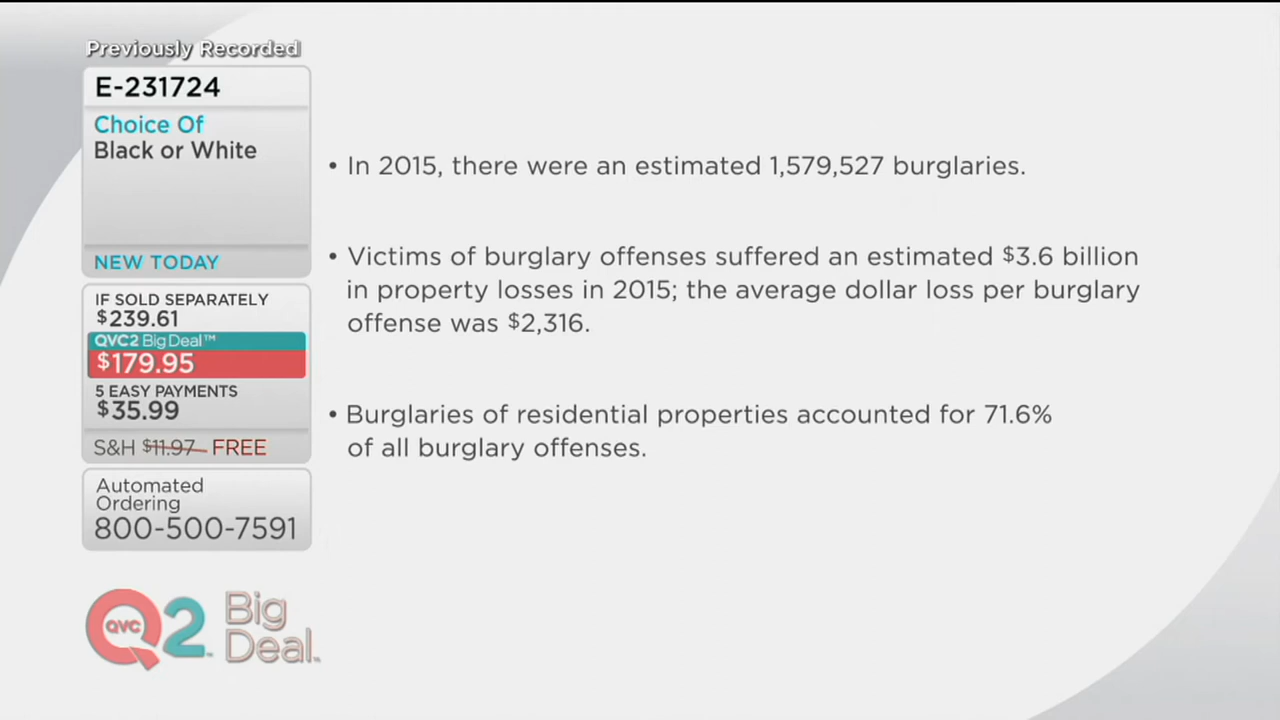 Previously Recorded
E-231724
Choice Of
Black or White
NEW TODAY
IF SOLD SEPARATELY
$239.61
QVC2 Big Deal™
$179.95
5 EASY PAYMENTS
$35.99
S&H $11.97 FREE
Automated
Ordering
800-500-7591
QVC 2™ Big
Deal™
• In 2015, there were an estimated 1,579,527 burglaries.
• Victims of burglary offenses suffered an estimated $3.6 billion
in property losses in 2015; the average dollar loss per burglary
offense was $2,316.
• Burglaries of residential properties accounted for 71.6%
of all burglary offenses.